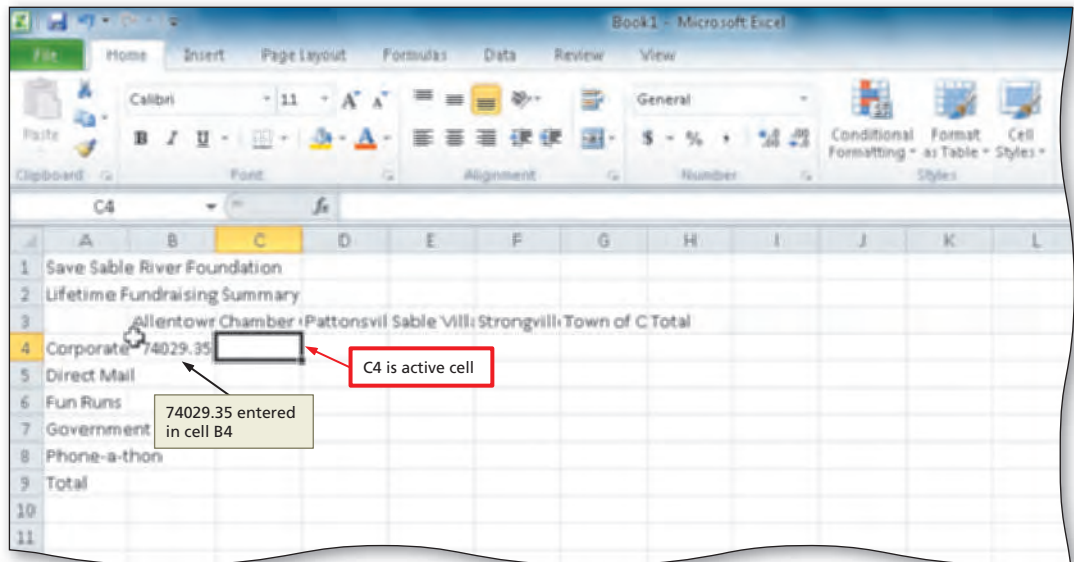 Book1 - Microsoft Excel
File Home Insert Page Layout Formulas Data Review View
Paste Calibri 11 A A General
B I U A $ % , Conditional Formatting Format as Table Cell Styles
Clipboard Font Alignment Number Styles
C4 fx
A B C D E F G H I J K L
1 Save Sable River Foundation
2 Lifetime Fundraising Summary
3 Allentowr Chamber Pattonsvil Sable Villa Strongville Town of C Total
4 Corporate 74029.35
C4 is active cell
5 Direct Mail
6 Fun Runs
74029.35 entered
in cell B4
7 Government
8 Phone-a-thon
9 Total
10
11